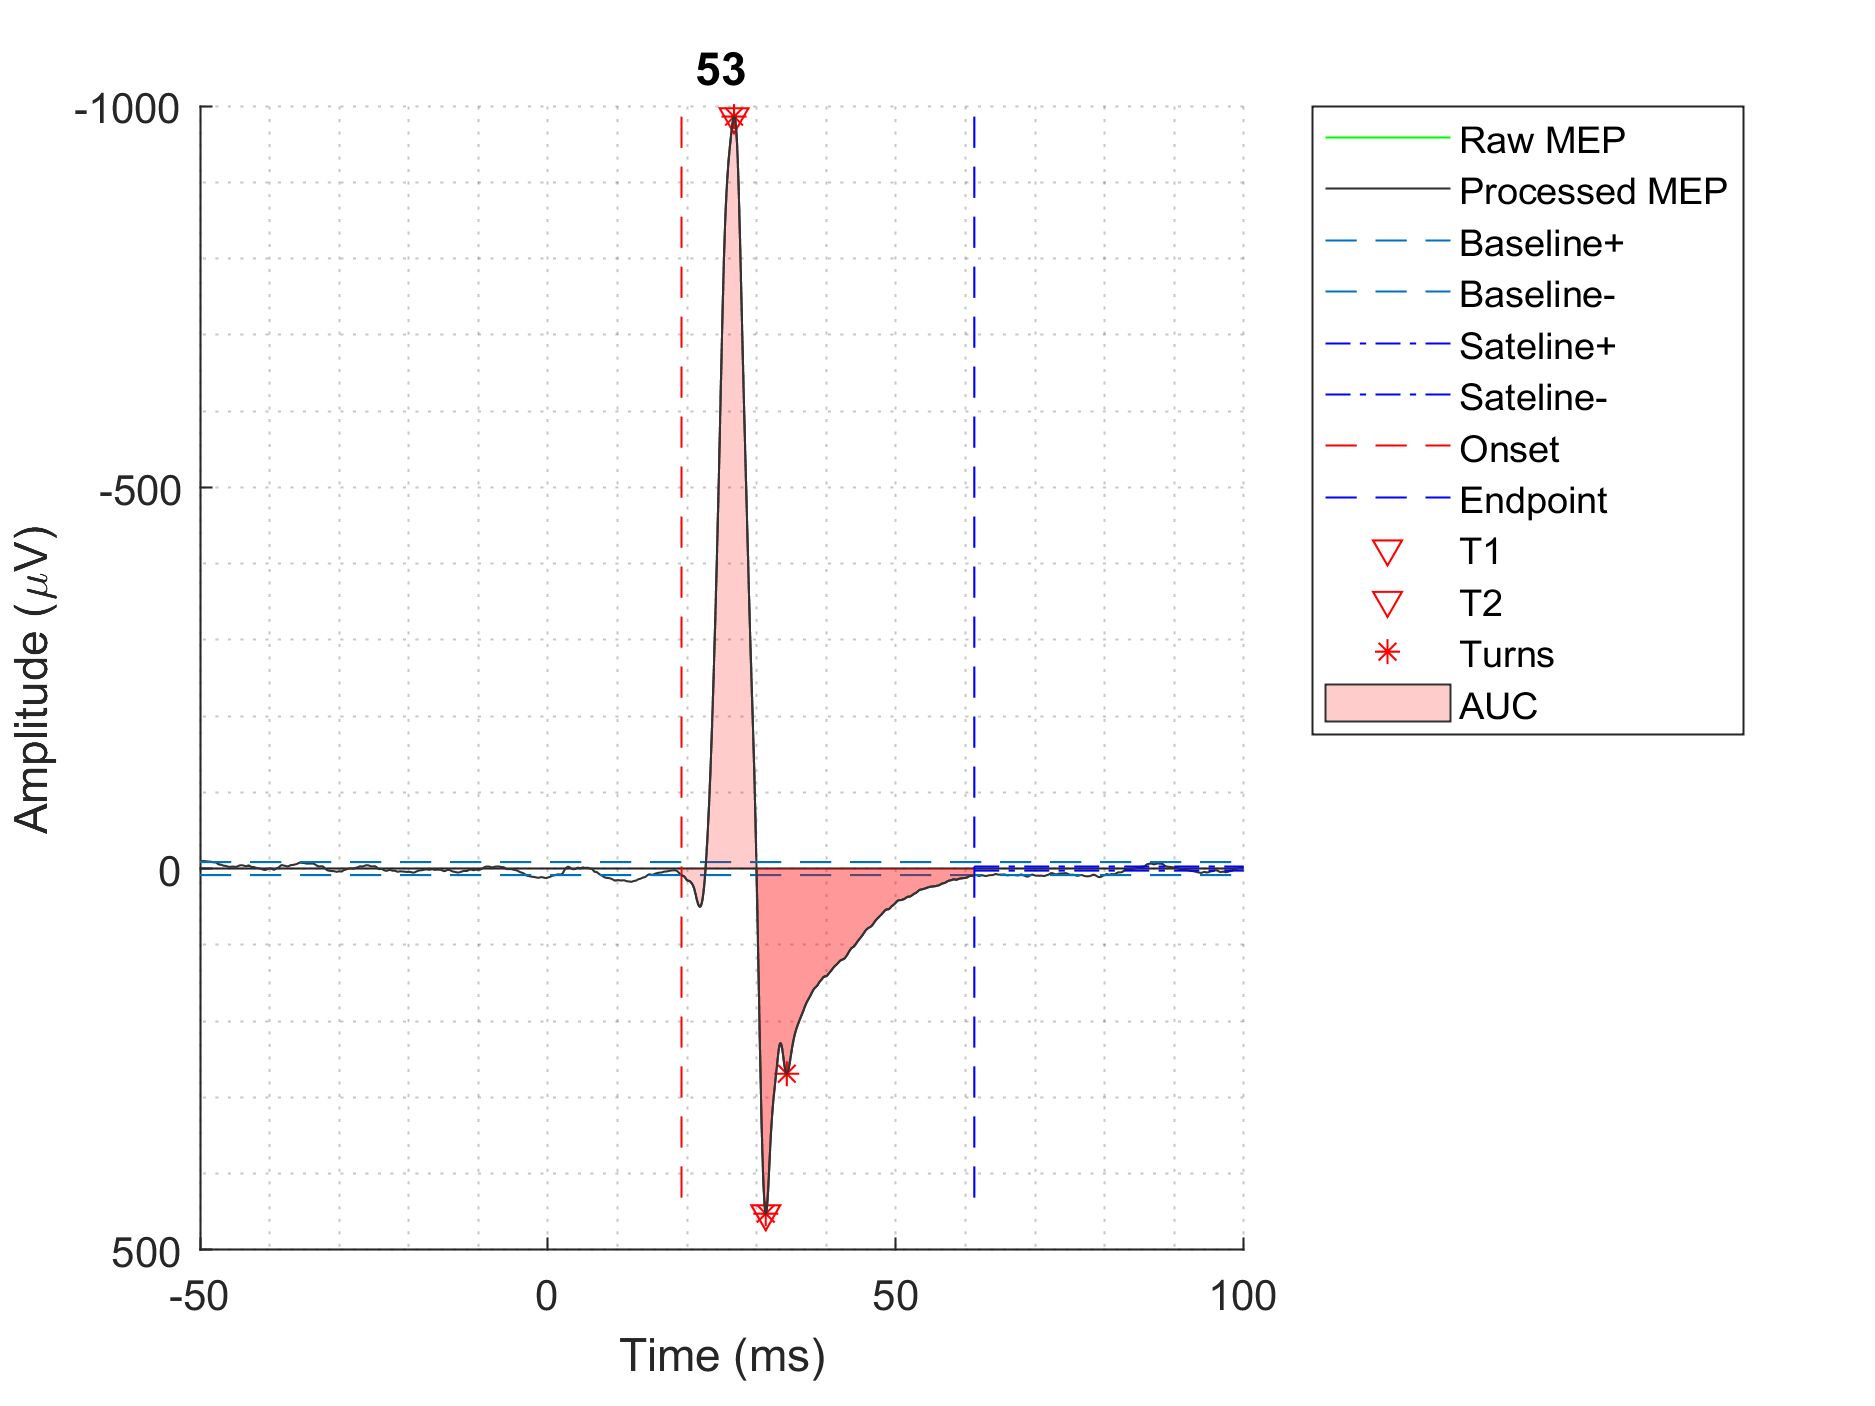 53
-1000
-500
0
500
-50
0
50
100
Time (ms)
Amplitude (μV)
Raw MEP
Processed MEP
Baseline+
Baseline-
Sateline+
Sateline-
Onset
Endpoint
T1
T2
Turns
AUC